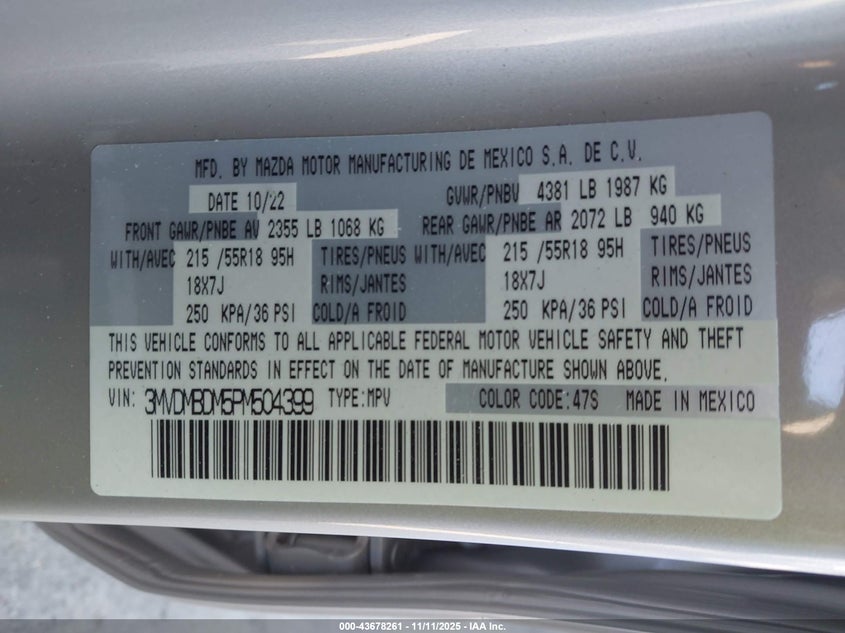 MFD. BY MAZDA MOTOR MANUFACTURING DE MEXICO S.A. DE C.V.
DATE 10/22 GVWR/PNBV 4381 LB 1987 KG
FRONT GAWR/PNBE AV 2355 LB 1068 KG REAR GAWR/PNBE AR 2072 LB 940 KG
WITH/AVEC 215 /55R18 95H TIRES/PNEUS WITH/AVEC 215 /55R18 95H TIRES/PNEUS
18X7J RIMS/JANTES 18X7J RIMS/JANTES
250 KPA/36 PSI COLD/A FROID 250 KPA/36 PSI COLD/A FROID
THIS VEHICLE CONFORMS TO ALL APPLICABLE FEDERAL MOTOR VEHICLE SAFETY AND THEFT
PREVENTION STANDARDS IN EFFECT ON THE DATE OF MANUFACTURE SHOWN ABOVE.
VIN: 3MVDMBDM5PM504399 TYPE:MPV COLOR CODE:47S MADE IN MEXICO
000-43678261 - 11/11/2025 - IAA Inc.